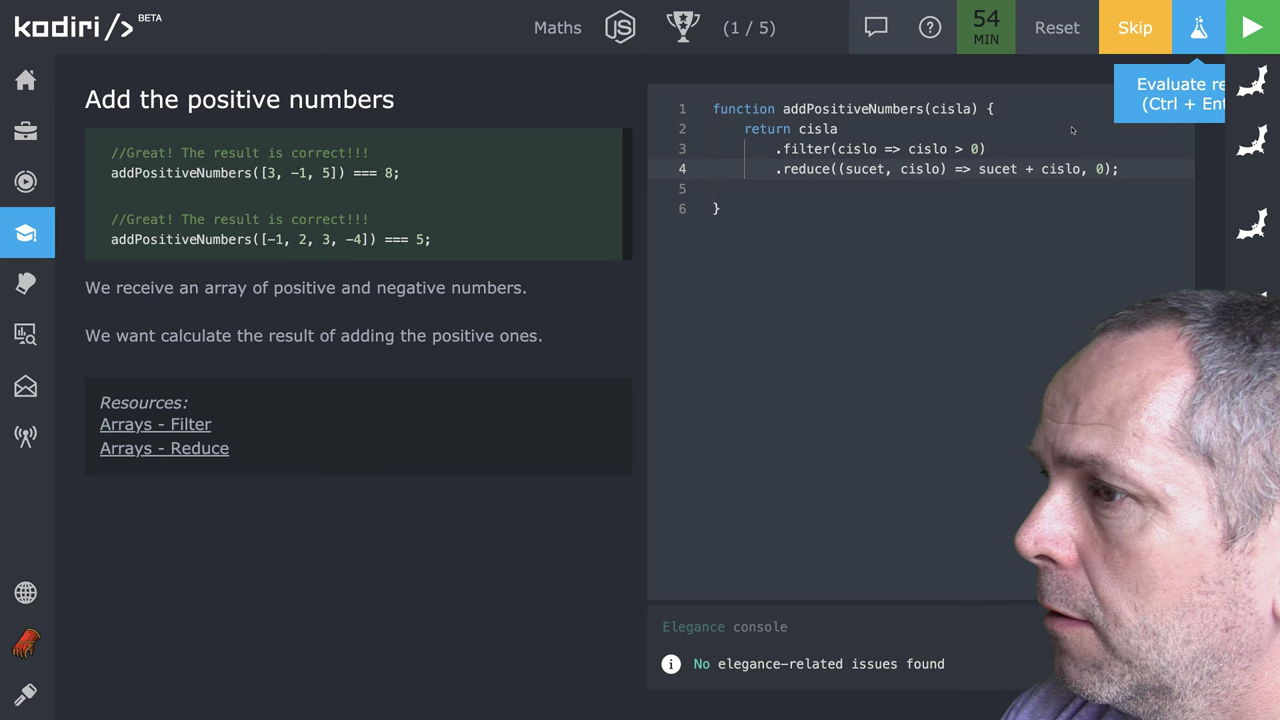 kodiri /> BETA
Maths
JS
(1 / 5)
54
MIN
Reset
Skip
Evaluate re
(Ctrl + Ent
Add the positive numbers
//Great! The result is correct!!!
addPositiveNumbers([3, -1, 5]) === 8;
//Great! The result is correct!!!
addPositiveNumbers([-1, 2, 3, -4]) === 5;
We receive an array of positive and negative numbers.
We want calculate the result of adding the positive ones.
Resources:
Arrays - Filter
Arrays - Reduce
1 function addPositiveNumbers(cisla) {
2 return cisla
3 .filter(cislo => cislo > 0)
4 .reduce((sucet, cislo) => sucet + cislo, 0);
5
6 }
Elegance console
No elegance-related issues found